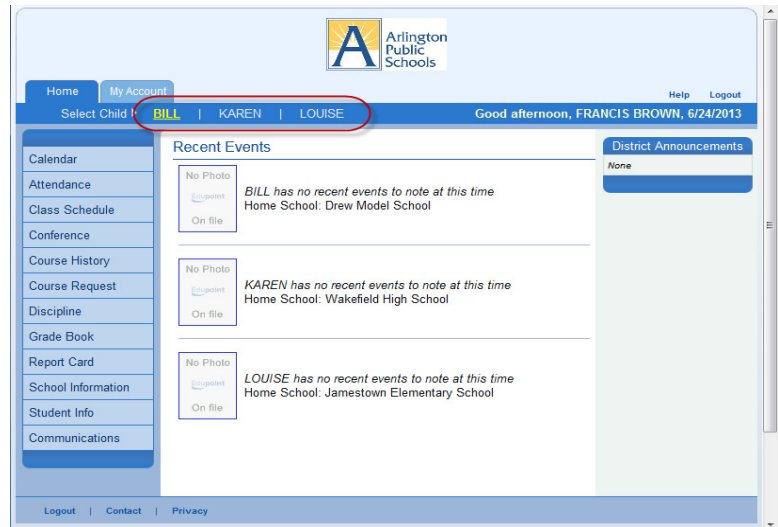 Arlington
Public
Schools
Home My Account
Help Logout
Select Child BILL | KAREN | LOUISE Good afternoon, FRANCIS BROWN, 6/24/2013
Calendar
Attendance
Class Schedule
Conference
Course History
Course Request
Discipline
Grade Book
Report Card
School Information
Student Info
Communications
Recent Events
No Photo
Edupoint
On file
BILL has no recent events to note at this time
Home School: Drew Model School
No Photo
Edupoint
On file
KAREN has no recent events to note at this time
Home School: Wakefield High School
No Photo
Edupoint
On file
LOUISE has no recent events to note at this time
Home School: Jamestown Elementary School
District Announcements
None
Logout | Contact | Privacy